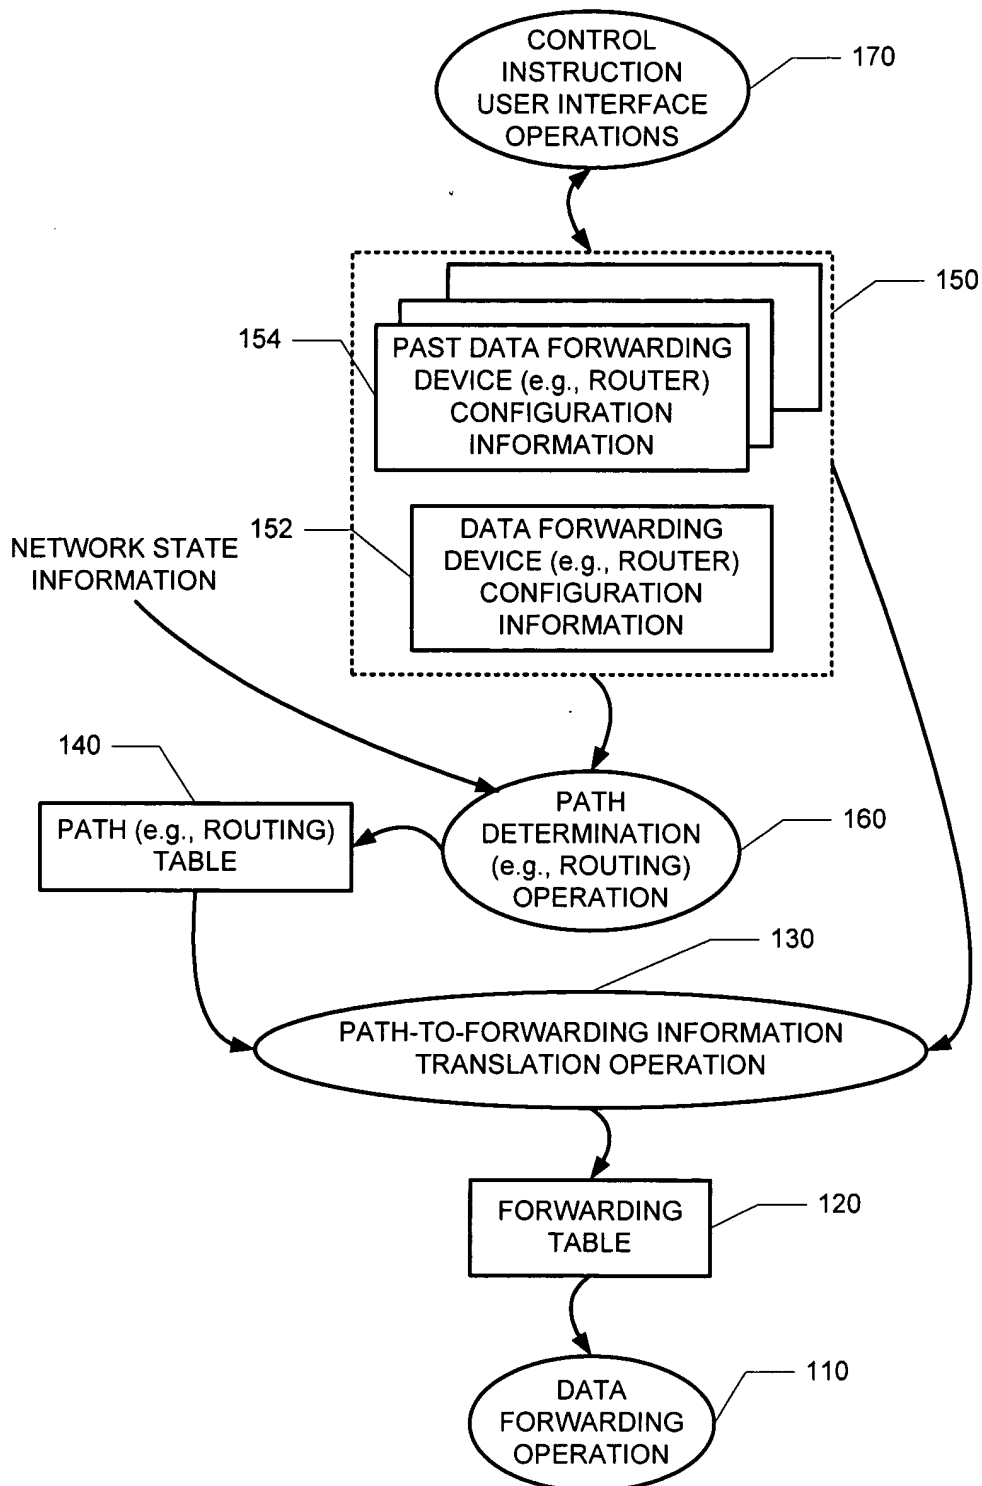 CONTROL
INSTRUCTION
USER INTERFACE
OPERATIONS
170
150
154
PAST DATA FORWARDING
DEVICE (e.g., ROUTER)
CONFIGURATION
INFORMATION
152
DATA FORWARDING
DEVICE (e.g., ROUTER)
CONFIGURATION
INFORMATION
NETWORK STATE
INFORMATION
140
PATH (e.g., ROUTING)
TABLE
PATH
DETERMINATION
(e.g., ROUTING)
OPERATION
160
130
PATH-TO-FORWARDING INFORMATION
TRANSLATION OPERATION
FORWARDING
TABLE
120
DATA
FORWARDING
OPERATION
110